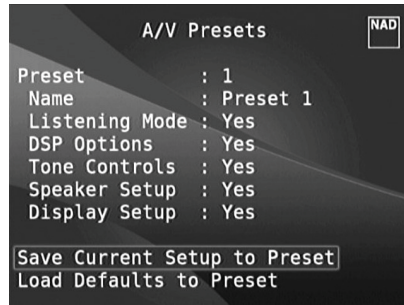 A/V Presets
NAD
Preset : 1
Name : Preset 1
Listening Mode : Yes
DSP Options : Yes
Tone Controls : Yes
Speaker Setup : Yes
Display Setup : Yes
Save Current Setup to Preset
Load Defaults to Preset